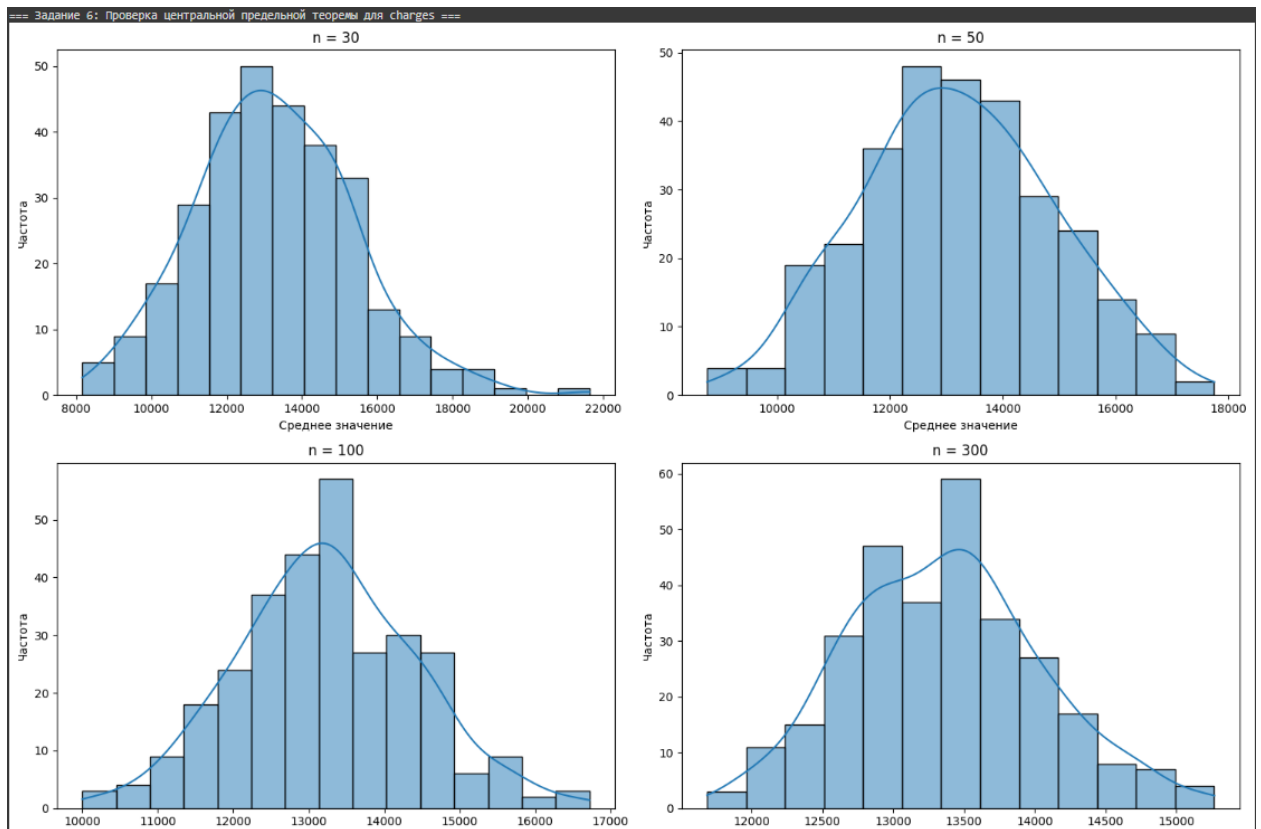 === Задание 6: Проверка центральной предельной теоремы для charges ===
n = 30
50
40
30
20
10
0
Частота
8000 10000 12000 14000 16000 18000 20000 22000
Среднее значение
n = 50
50
40
30
20
10
0
Частота
10000 12000 14000 16000 18000
Среднее значение
n = 100
50
40
30
20
10
0
Частота
10000 11000 12000 13000 14000 15000 16000 17000
n = 300
60
50
40
30
20
10
0
Частота
12000 12500 13000 13500 14000 14500 15000